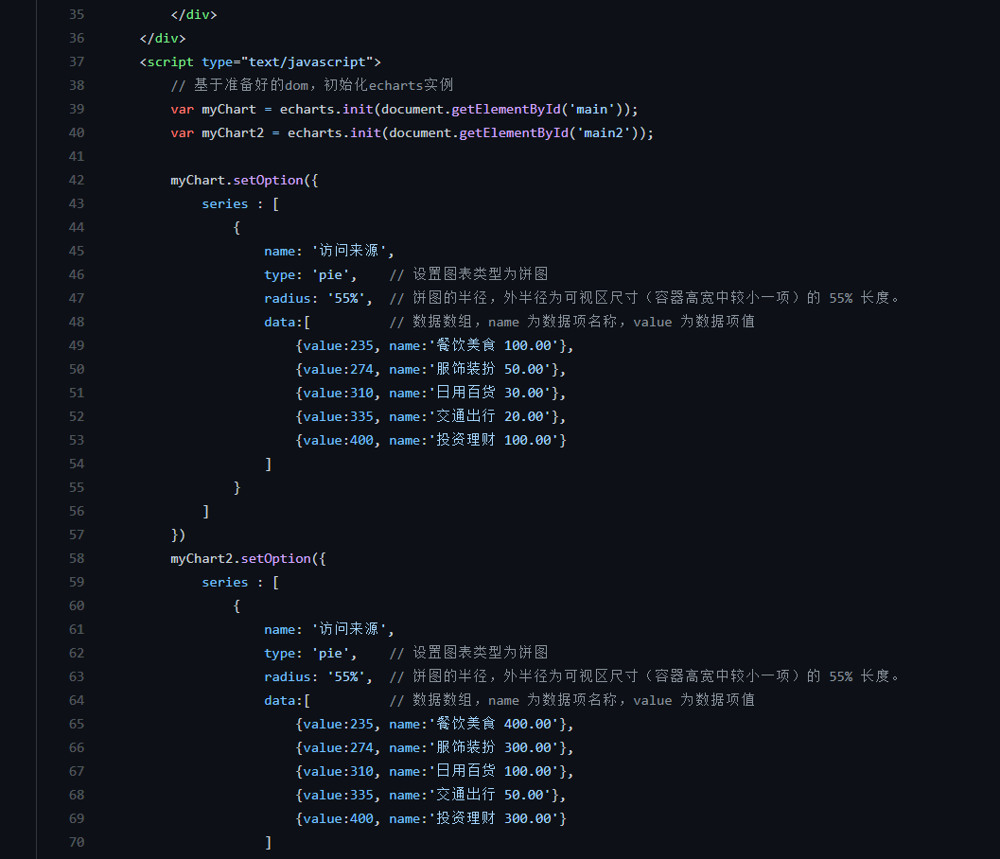 35 </div>
36 </div>
37 <script type="text/javascript">
38 // 基于准备好的dom，初始化echarts实例
39 var myChart = echarts.init(document.getElementById('main'));
40 var myChart2 = echarts.init(document.getElementById('main2'));
41
42 myChart.setOption({
43 series : [
44 {
45 name: '访问来源',
46 type: 'pie',    // 设置图表类型为饼图
47 radius: '55%',  // 饼图的半径，外半径为可视区尺寸（容器高宽中较小一项）的 55% 长度。
48 data:[          // 数据数组，name 为数据项名称，value 为数据项值
49 {value:235, name:'餐饮美食 100.00'},
50 {value:274, name:'服饰装扮 50.00'},
51 {value:310, name:'日用百货 30.00'},
52 {value:335, name:'交通出行 20.00'},
53 {value:400, name:'投资理财 100.00'}
54 ]
55 }
56 ]
57 })
58 myChart2.setOption({
59 series : [
60 {
61 name: '访问来源',
62 type: 'pie',    // 设置图表类型为饼图
63 radius: '55%',  // 饼图的半径，外半径为可视区尺寸（容器高宽中较小一项）的 55% 长度。
64 data:[          // 数据数组，name 为数据项名称，value 为数据项值
65 {value:235, name:'餐饮美食 400.00'},
66 {value:274, name:'服饰装扮 300.00'},
67 {value:310, name:'日用百货 100.00'},
68 {value:335, name:'交通出行 50.00'},
69 {value:400, name:'投资理财 300.00'}
70 ]